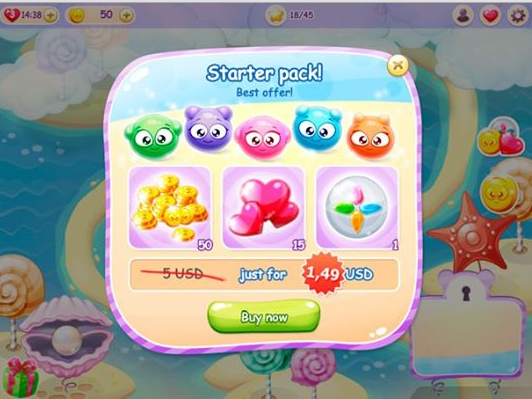 3 14:38
50
18/45
Starter pack!
Best offer!
50
15
1
5 USD just for 1,49 USD
Buy now